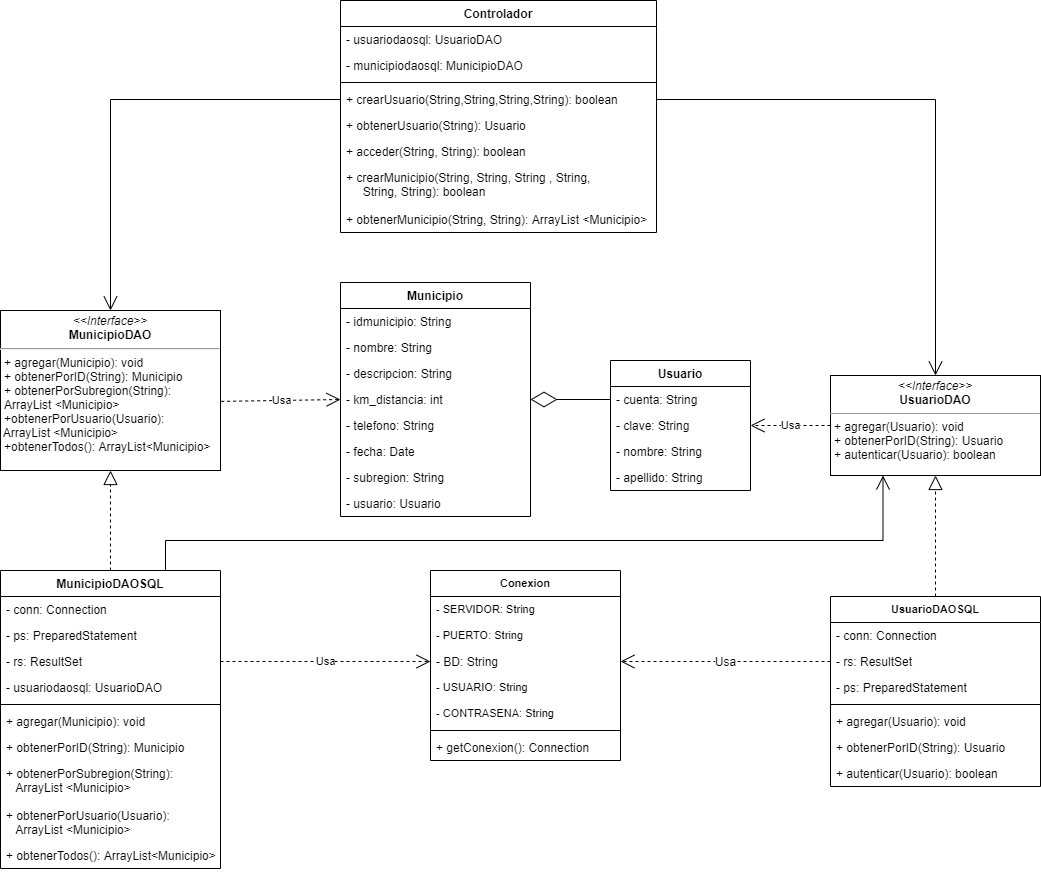 Controlador
- usuariodaosql: UsuarioDAO
- municipiodaosql: MunicipioDAO
+ crearUsuario(String,String,String,String): boolean
+ obtenerUsuario(String): Usuario
+ acceder(String, String): boolean
+ crearMunicipio(String, String, String , String,
String, String): boolean
+ obtenerMunicipio(String, String): ArrayList <Municipio>
<<Interface>>
MunicipioDAO
+ agregar(Municipio): void
+ obtenerPorID(String): Municipio
+ obtenerPorSubregion(String):
ArrayList <Municipio>
+obtenerPorUsuario(Usuario):
ArrayList <Municipio>
+obtenerTodos(): ArrayList<Municipio>
Usa
Municipio
- idmunicipio: String
- nombre: String
- descripcion: String
- km_distancia: int
- telefono: String
- fecha: Date
- subregion: String
- usuario: Usuario
Usuario
- cuenta: String
- clave: String
- nombre: String
- apellido: String
Usa
<<Interface>>
UsuarioDAO
+ agregar(Usuario): void
+ obtenerPorID(String): Usuario
+ autenticar(Usuario): boolean
MunicipioDAOSQL
- conn: Connection
- ps: PreparedStatement
- rs: ResultSet
- usuariodaosql: UsuarioDAO
+ agregar(Municipio): void
+ obtenerPorID(String): Municipio
+ obtenerPorSubregion(String):
ArrayList <Municipio>
+ obtenerPorUsuario(Usuario):
ArrayList <Municipio>
+ obtenerTodos(): ArrayList<Municipio>
Usa
Conexion
- SERVIDOR: String
- PUERTO: String
- BD: String
- USUARIO: String
- CONTRASENA: String
+ getConexion(): Connection
Usa
UsuarioDAOSQL
- conn: Connection
- rs: ResultSet
- ps: PreparedStatement
+ agregar(Usuario): void
+ obtenerPorID(String): Usuario
+ autenticar(Usuario): boolean